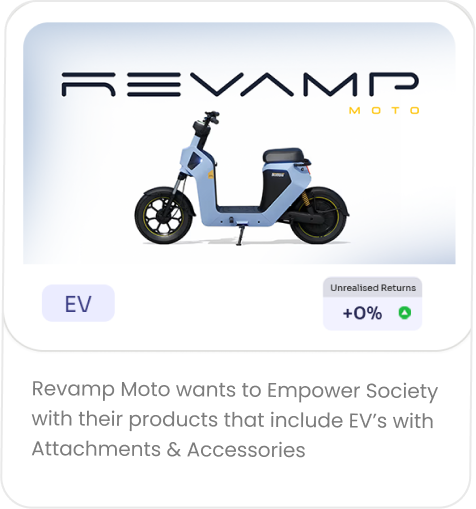 REVAMP
MOTO
EV
Unrealised Returns
+0%
Revamp Moto wants to Empower Society
with their products that include EV's with
Attachments & Accessories